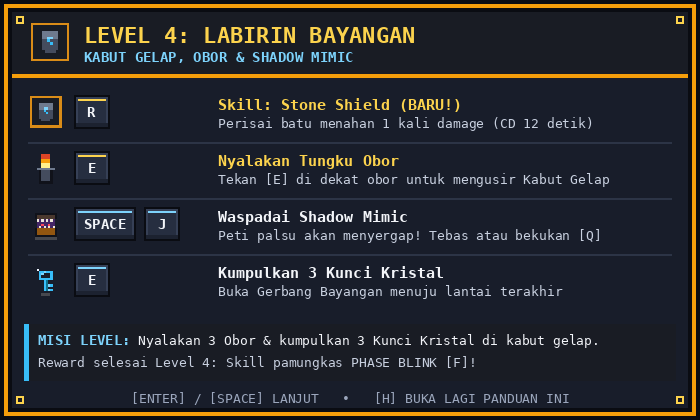 LEVEL 4: LABIRIN BAYANGAN
KABUT GELAP, OBOR & SHADOW MIMIC
R
Skill: Stone Shield (BARU!)
Perisai batu menahan 1 kali damage (CD 12 detik)
E
Nyalakan Tungku Obor
Tekan [E] di dekat obor untuk mengusir Kabut Gelap
SPACE J
Waspadai Shadow Mimic
Peti palsu akan menyergap! Tebas atau bekukan [Q]
E
Kumpulkan 3 Kunci Kristal
Buka Gerbang Bayangan menuju lantai terakhir
MISI LEVEL: Nyalakan 3 Obor & kumpulkan 3 Kunci Kristal di kabut gelap.
Reward selesai Level 4: Skill pamungkas PHASE BLINK [F]!
[ENTER] / [SPACE] LANJUT • [H] BUKA LAGI PANDUAN INI